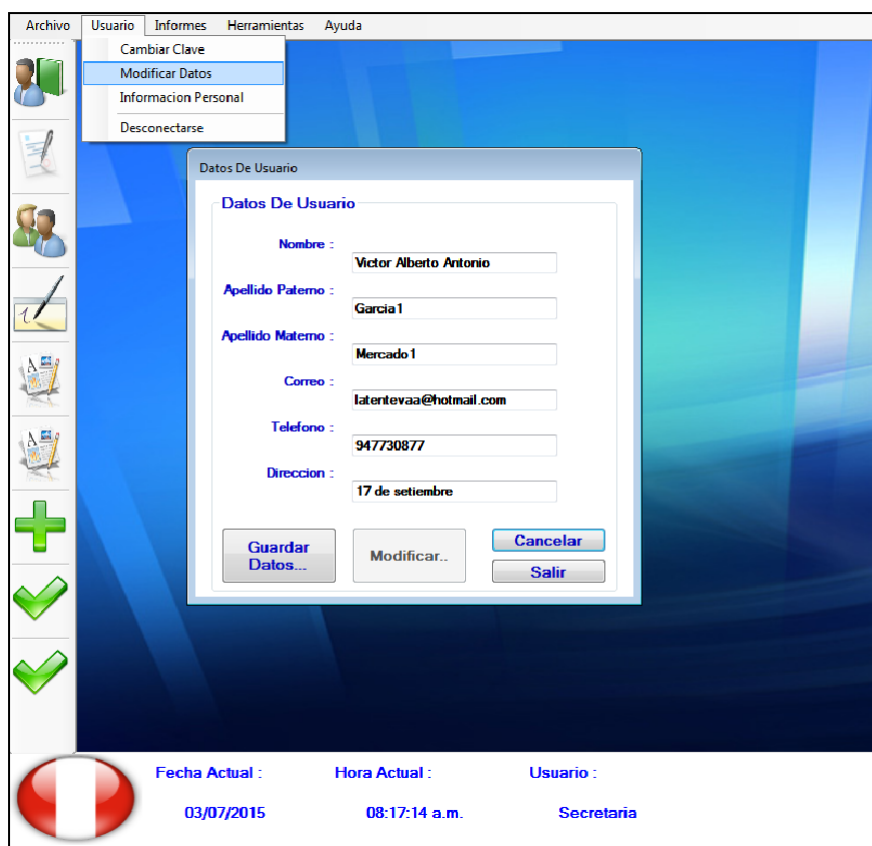 Archivo Usuario Informes Herramientas Ayuda
Cambiar Clave
Modificar Datos
Informacion Personal
Desconectarse
Datos De Usuario
Datos De Usuario
Nombre :
Victor Alberto Antonio
Apellido Paterno :
Garcia1
Apellido Materno :
Mercado1
Correo :
latentevaa@hotmail.com
Telefono :
947730877
Direccion :
17 de setiembre
Guardar
Datos...
Modificar..
Cancelar
Salir
Fecha Actual : Hora Actual : Usuario :
03/07/2015 08:17:14 a.m. Secretaria